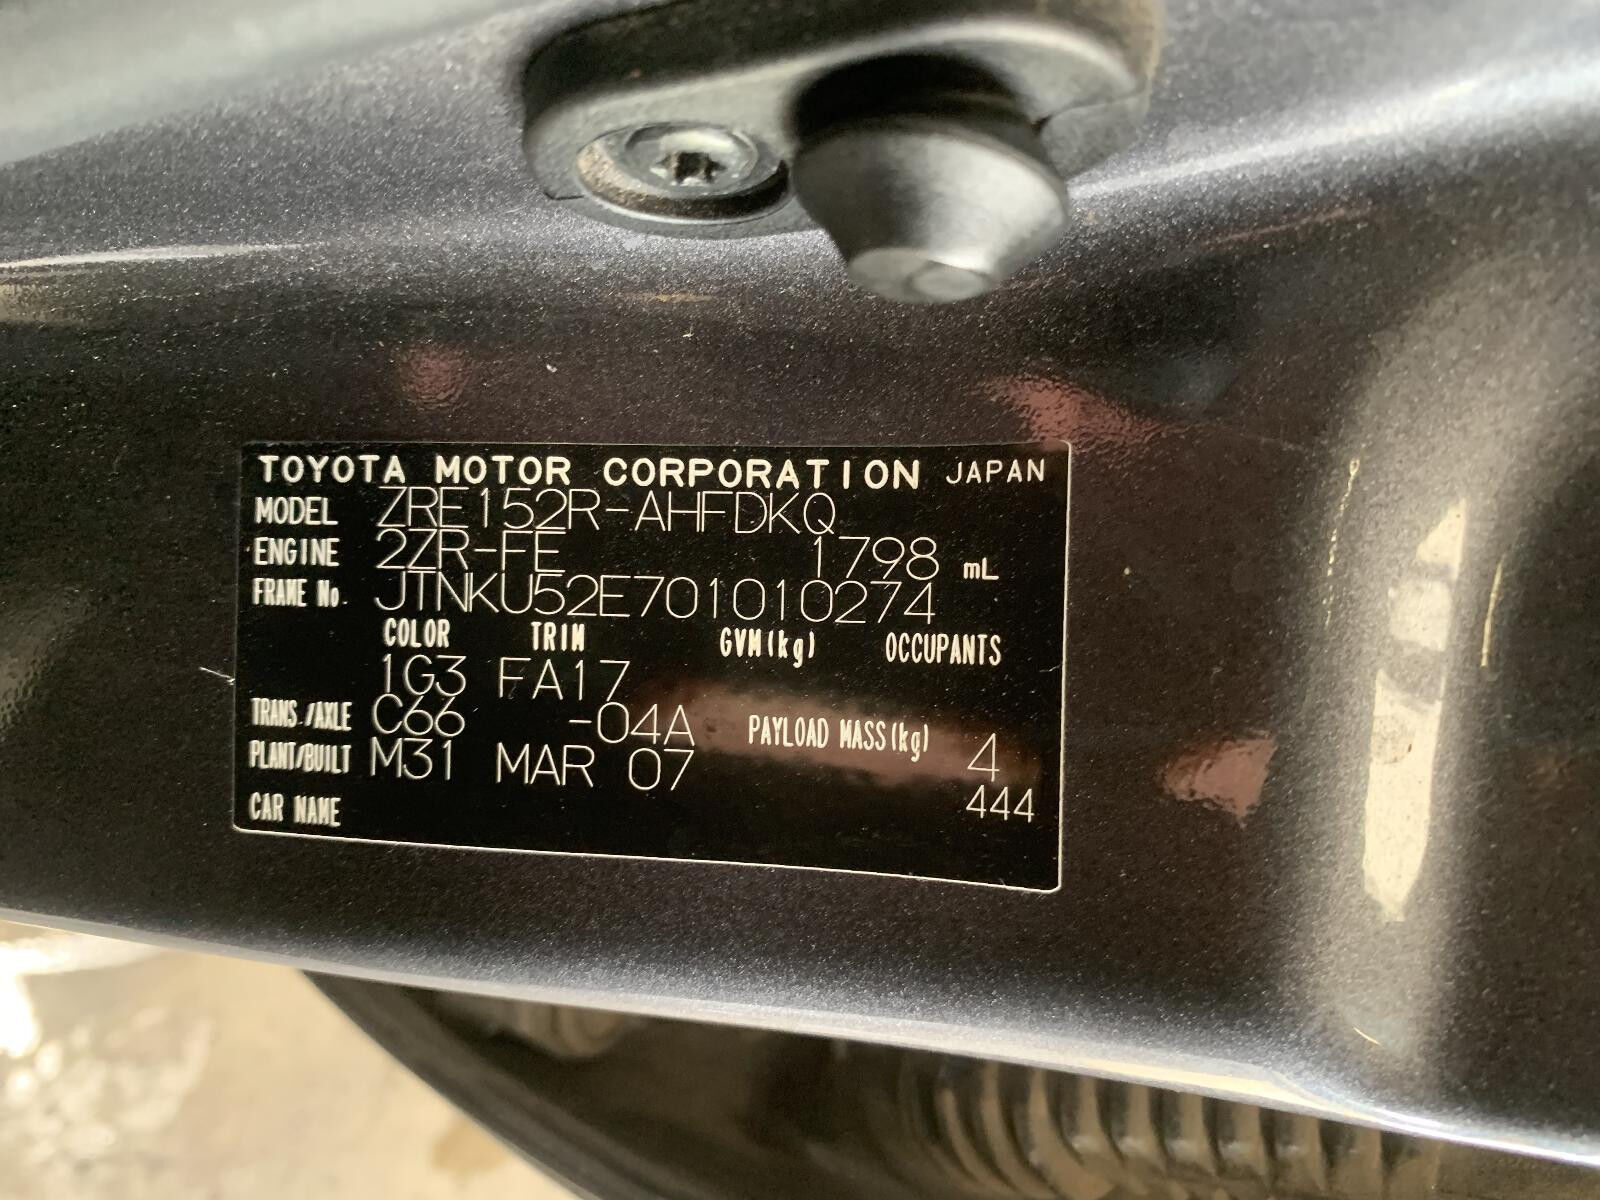 TOYOTA MOTOR CORPORATION JAPAN
MODEL ZRE152R-AHFDKQ
ENGINE 2ZR-FE 1798 mL
FRAME No. JTNKU52E701010274
COLOR TRIM GVM(kg) OCCUPANTS
1G3 FA17
TRANS./AXLE C66 -04A PAYLOAD MASS(kg) 4
PLANT/BUILT M31 MAR 07 444
CAR NAME